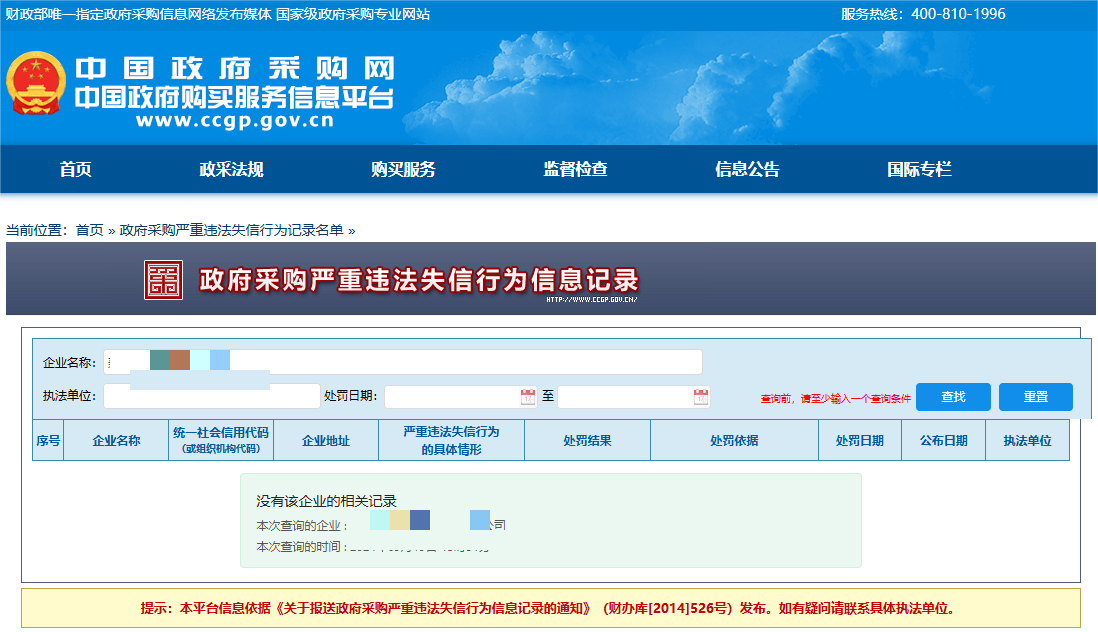 财政部唯一指定政府采购信息网络发布媒体 国家级政府采购专业网站
服务热线：400-810-1996
中国政府采购网
中国政府购买服务信息平台
www.ccgp.gov.cn
首页 政采法规 购买服务 监督检查 信息公告 国际专栏
当前位置：首页 » 政府采购严重违法失信行为记录名单 »
政府采购严重违法失信行为信息记录
HTTP://WWW.CCGP.GOV.CN/
企业名称：
执法单位： 处罚日期： 至 查询前，请至少输入一个查询条件 查找 重置
序号 企业名称 统一社会信用代码 （或组织机构代码） 企业地址 严重违法失信行为 的具体情形 处罚结果 处罚依据 处罚日期 公布日期 执法单位
没有该企业的相关记录
本次查询的企业： 公司
本次查询的时间：
提示：本平台信息依据《关于报送政府采购严重违法失信行为信息记录的通知》（财办库[2014]526号）发布。如有疑问请联系具体执法单位。